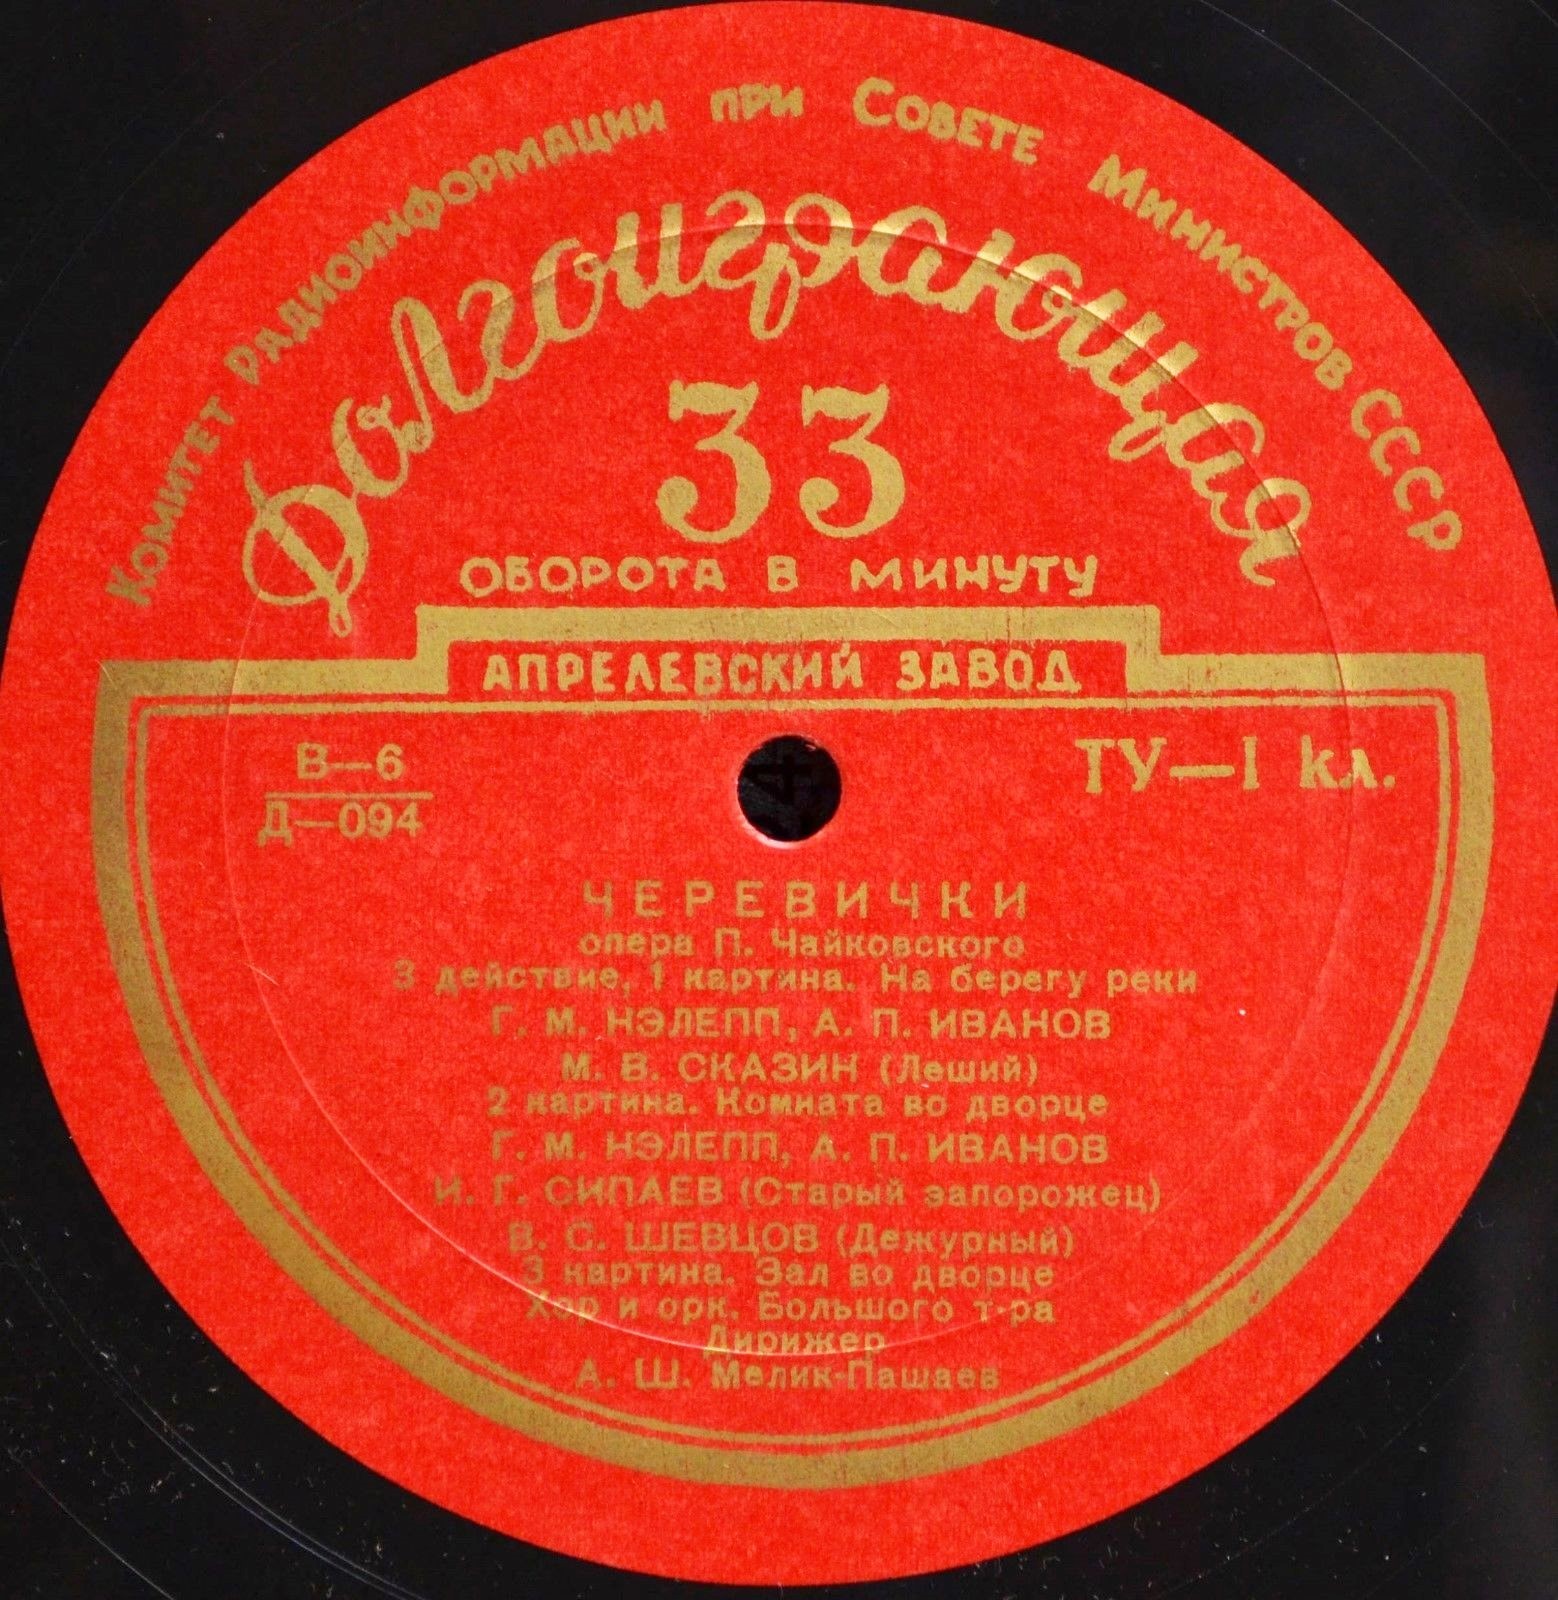 Комитет Радиоинформации при Совете Министров СССР
Долгоиграющая
33
ОБОРОТА В МИНУТУ
АПРЕЛЕВСКИЙ ЗАВОД
В—6
Д—094
ТУ—I кл.
ЧЕРЕВИЧКИ
опера П. Чайковского
3 действие, 1 картина. На берегу реки
Г. М. НЭЛЕПП, А. П. ИВАНОВ
М. В. СКАЗИН (Леший)
2 картина. Комната во дворце
Г. М. НЭЛЕПП, А. П. ИВАНОВ
И. Г. СИПАЕВ (Старый запорожец)
В. С. ШЕВЦОВ (Дежурный)
3 картина. Зал во дворце
Хор и орк. Большого т-ра
Дирижер
А. Ш. Мелик-Пашаев